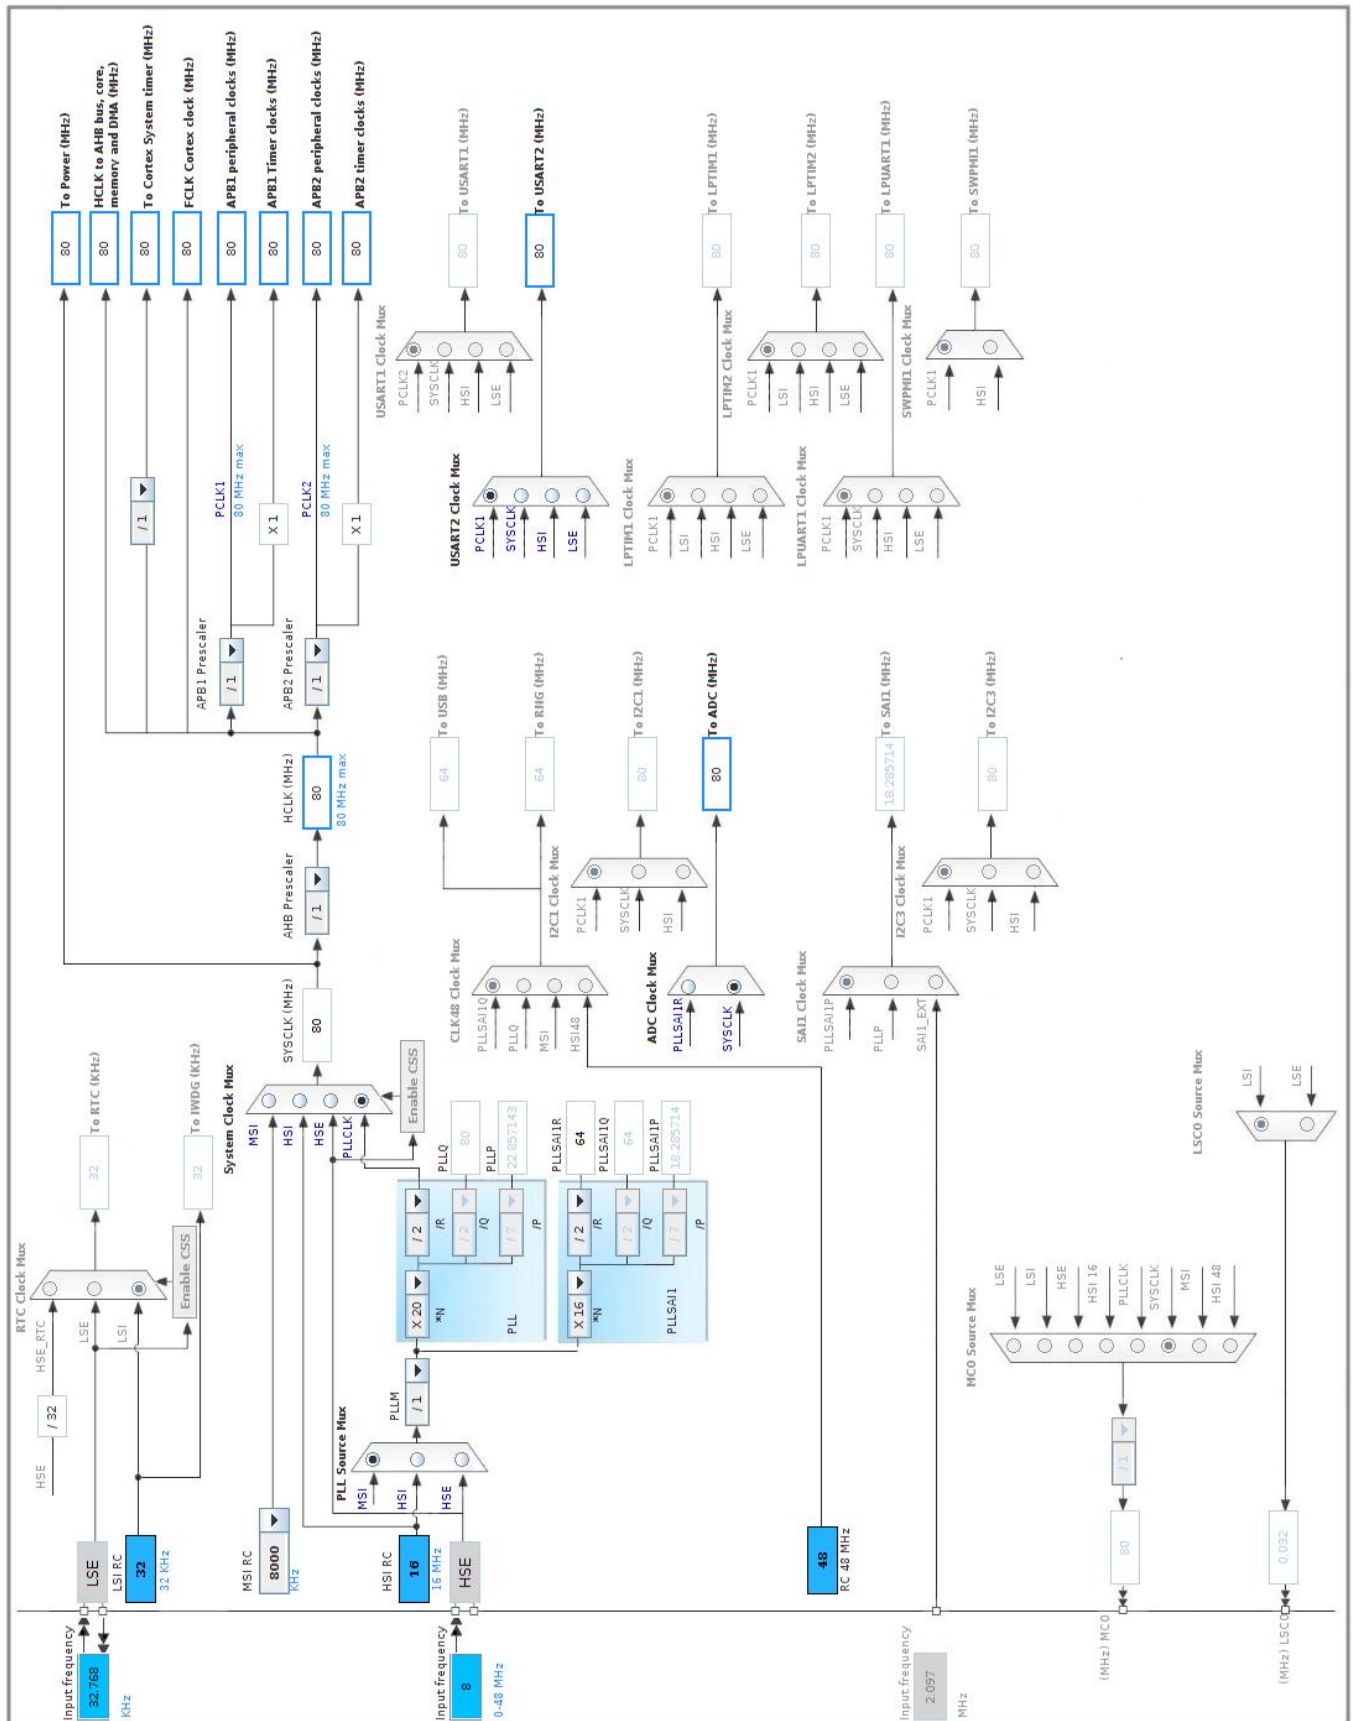 Input frequency
32.768
KHz
LSE
LSI RC
32
32 KHz
HSE
/ 32
HSE_RTC
LSE
LSI
RTC Clock Mux
Enable CSS
32
To RTC (KHz)
32
To IWDG (KHz)
MSI RC
8000
KHz
HSI RC
16
16 MHz
Input frequency
8
0-48 MHz
HSE
PLL Source Mux
MSI
HSI
HSE
PLLM
/ 1
X 20
*N
PLL
/ 2
/R
/ 2
/Q
/ 7
/P
PLLQ
80
PLLP
22.857143
X 16
*N
PLLSAI1
/ 2
/R
/ 2
/Q
/ 7
/P
PLLSAI1R
64
PLLSAI1Q
64
PLLSAI1P
18.285714
System Clock Mux
MSI
HSI
HSE
PLLCLK
Enable CSS
SYSCLK (MHz)
80
AHB Prescaler
/ 1
HCLK (MHz)
80
80 MHz max
APB1 Prescaler
/ 1
APB2 Prescaler
/ 1
/ 1
PCLK1
80 MHz max
X 1
PCLK2
80 MHz max
X 1
80
To Power (MHz)
80
HCLK to AHB bus, core,
memory and DMA (MHz)
80
To Cortex System timer (MHz)
80
FCLK Cortex clock (MHz)
80
APB1 peripheral clocks (MHz)
80
APB1 Timer clocks (MHz)
80
APB2 peripheral clocks (MHz)
80
APB2 timer clocks (MHz)
USART1 Clock Mux
PCLK2
SYSCLK
HSI
LSE
80
To USART1 (MHz)
USART2 Clock Mux
PCLK1
SYSCLK
HSI
LSE
80
To USART2 (MHz)
LPTIM1 Clock Mux
PCLK1
LSI
HSI
LSE
80
To LPTIM1 (MHz)
LPTIM2 Clock Mux
PCLK1
LSI
HSI
LSE
80
To LPTIM2 (MHz)
LPUART1 Clock Mux
PCLK1
SYSCLK
HSI
LSE
80
To LPUART1 (MHz)
SWPMI1 Clock Mux
PCLK1
HSI
80
To SWPMI1 (MHz)
48
RC 48 MHz
CLK48 Clock Mux
PLLSAI1Q
PLLQ
MSI
HSI48
64
To USB (MHz)
64
To RNG (MHz)
I2C1 Clock Mux
PCLK1
SYSCLK
HSI
80
To I2C1 (MHz)
ADC Clock Mux
PLLSAI1R
SYSCLK
80
To ADC (MHz)
SAI1 Clock Mux
PLLSAI1P
PLLP
SAI1_EXT
18.285714
To SAI1 (MHz)
I2C3 Clock Mux
PCLK1
SYSCLK
HSI
80
To I2C3 (MHz)
Input frequency
2.097
MHz
MCO Source Mux
LSE
LSI
HSE
HSI 16
PLLCLK
SYSCLK
MSI
HSI 48
/ 1
80
(MHz) MCO
LSCO Source Mux
LSI
LSE
0.032
(MHz) LSCO